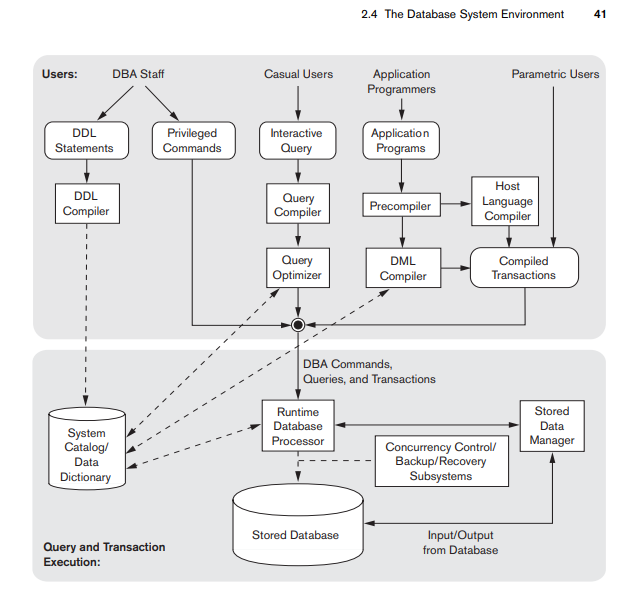 2.4 The Database System Environment 41
Users:
DBA Staff
Casual Users
Application
Programmers
Parametric Users
DDL
Statements
Privileged
Commands
Interactive
Query
Application
Programs
DDL
Compiler
Query
Compiler
Precompiler
Host
Language
Compiler
Query
Optimizer
DML
Compiler
Compiled
Transactions
DBA Commands,
Queries, and Transactions
System
Catalog/
Data
Dictionary
Runtime
Database
Processor
Stored
Data
Manager
Concurrency Control/
Backup/Recovery
Subsystems
Stored Database
Input/Output
from Database
Query and Transaction
Execution: